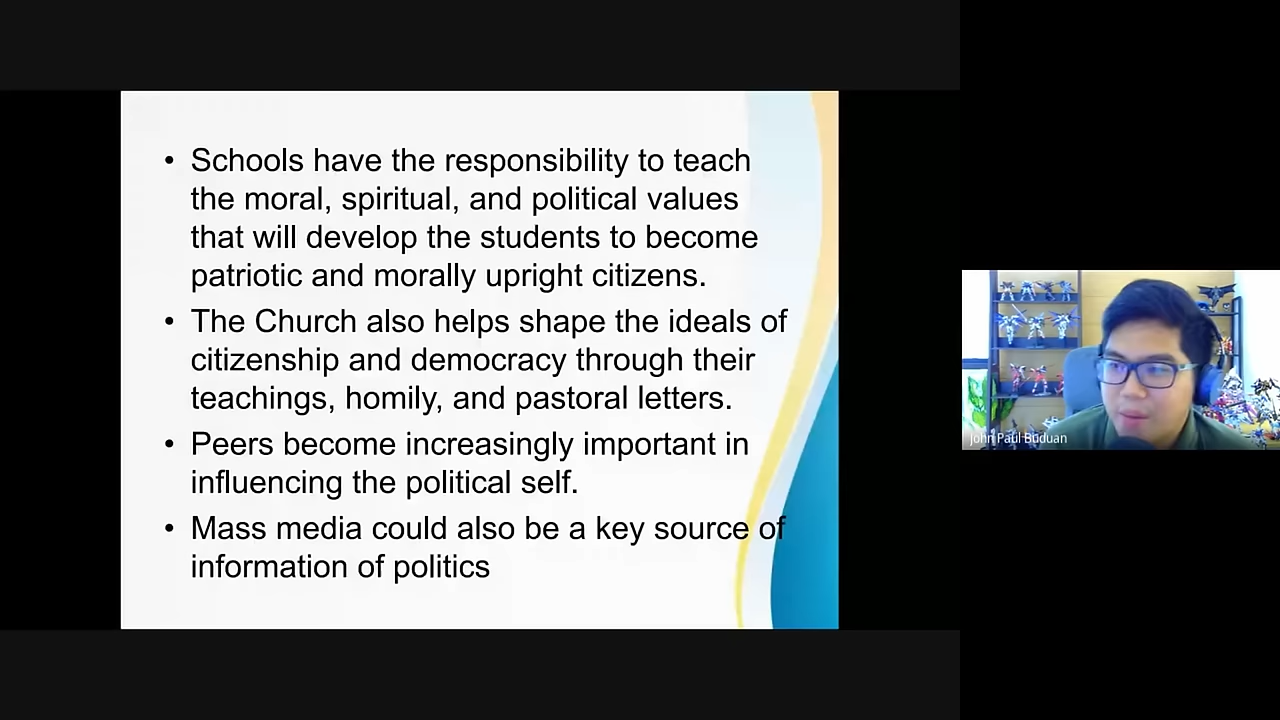 • Schools have the responsibility to teach
the moral, spiritual, and political values
that will develop the students to become
patriotic and morally upright citizens.
• The Church also helps shape the ideals of
citizenship and democracy through their
teachings, homily, and pastoral letters.
• Peers become increasingly important in
influencing the political self.
• Mass media could also be a key source of
information of politics
John Paul Buduan